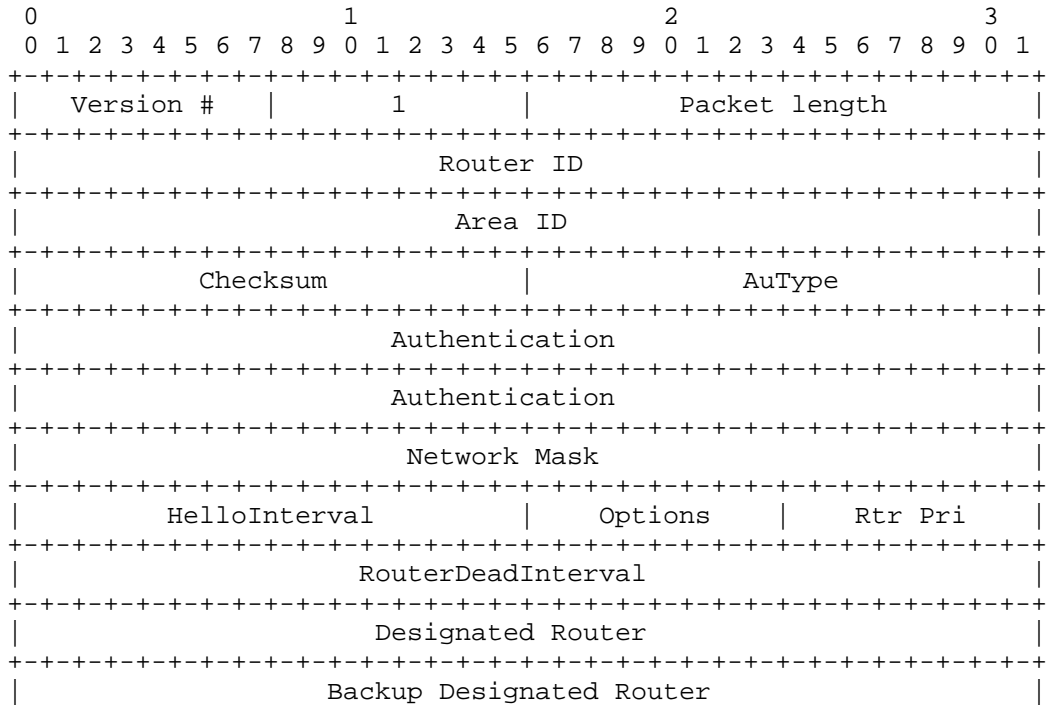 0                   1                   2                   3
 0 1 2 3 4 5 6 7 8 9 0 1 2 3 4 5 6 7 8 9 0 1 2 3 4 5 6 7 8 9 0 1
+-+-+-+-+-+-+-+-+-+-+-+-+-+-+-+-+-+-+-+-+-+-+-+-+-+-+-+-+-+-+-+-+
|   Version #   |       1       |         Packet length         |
+-+-+-+-+-+-+-+-+-+-+-+-+-+-+-+-+-+-+-+-+-+-+-+-+-+-+-+-+-+-+-+-+
|                          Router ID                            |
+-+-+-+-+-+-+-+-+-+-+-+-+-+-+-+-+-+-+-+-+-+-+-+-+-+-+-+-+-+-+-+-+
|                           Area ID                             |
+-+-+-+-+-+-+-+-+-+-+-+-+-+-+-+-+-+-+-+-+-+-+-+-+-+-+-+-+-+-+-+-+
|           Checksum            |             AuType            |
+-+-+-+-+-+-+-+-+-+-+-+-+-+-+-+-+-+-+-+-+-+-+-+-+-+-+-+-+-+-+-+-+
|                       Authentication                          |
+-+-+-+-+-+-+-+-+-+-+-+-+-+-+-+-+-+-+-+-+-+-+-+-+-+-+-+-+-+-+-+-+
|                       Authentication                          |
+-+-+-+-+-+-+-+-+-+-+-+-+-+-+-+-+-+-+-+-+-+-+-+-+-+-+-+-+-+-+-+-+
|                        Network Mask                           |
+-+-+-+-+-+-+-+-+-+-+-+-+-+-+-+-+-+-+-+-+-+-+-+-+-+-+-+-+-+-+-+-+
|         HelloInterval         |    Options    |    Rtr Pri    |
+-+-+-+-+-+-+-+-+-+-+-+-+-+-+-+-+-+-+-+-+-+-+-+-+-+-+-+-+-+-+-+-+
|                     RouterDeadInterval                        |
+-+-+-+-+-+-+-+-+-+-+-+-+-+-+-+-+-+-+-+-+-+-+-+-+-+-+-+-+-+-+-+-+
|                      Designated Router                        |
+-+-+-+-+-+-+-+-+-+-+-+-+-+-+-+-+-+-+-+-+-+-+-+-+-+-+-+-+-+-+-+-+
|                   Backup Designated Router                    |